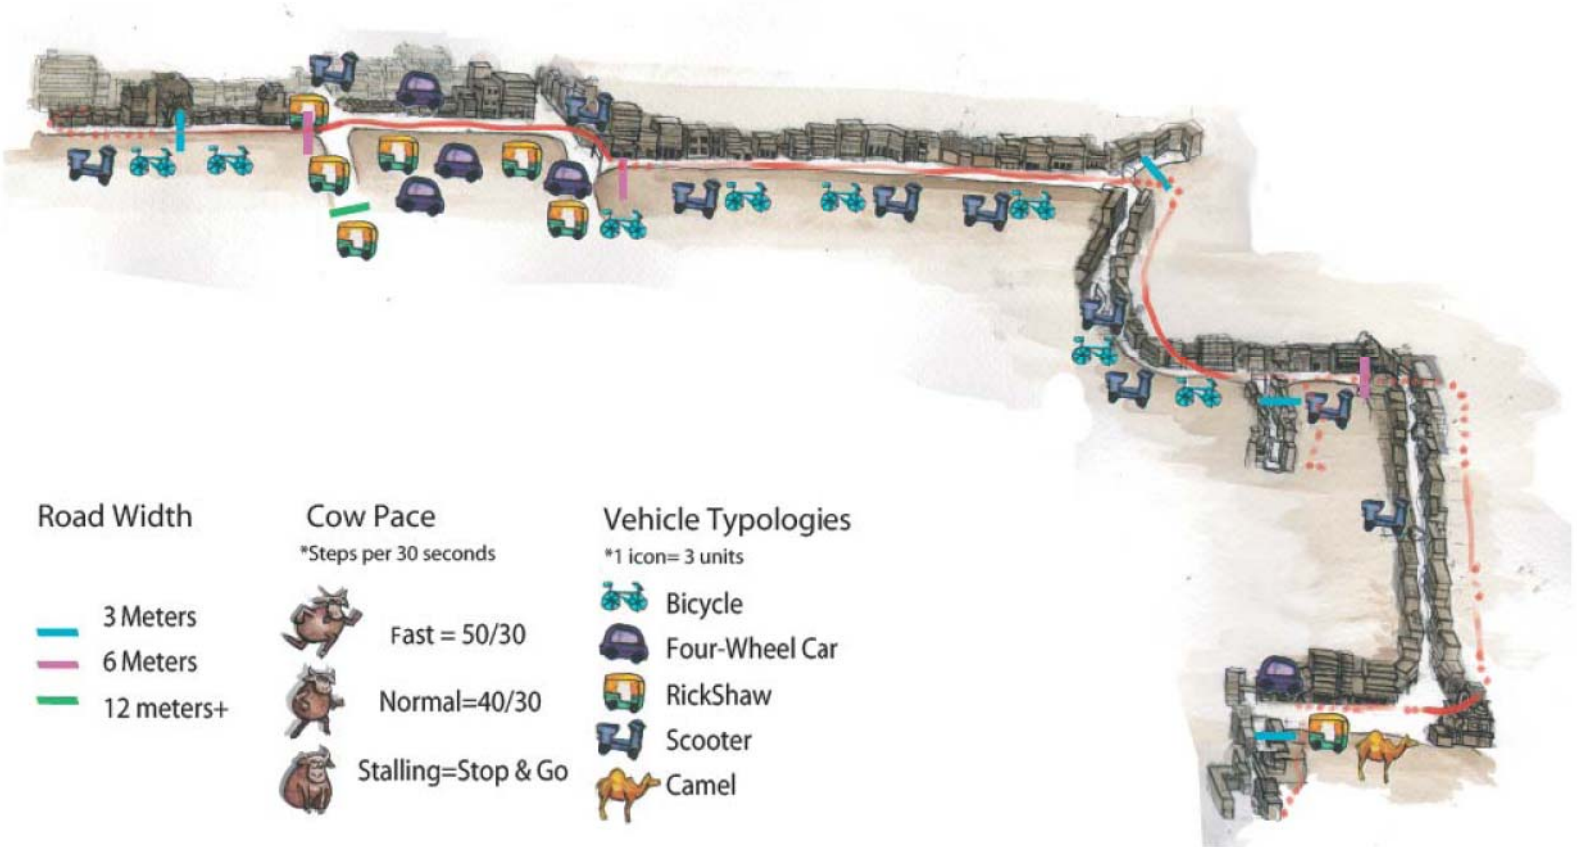 Road Width
3 Meters
6 Meters
12 meters+
Cow Pace
*Steps per 30 seconds
Fast = 50/30
Normal=40/30
Stalling=Stop & Go
Vehicle Typologies
*1 icon= 3 units
Bicycle
Four-Wheel Car
RickShaw
Scooter
Camel